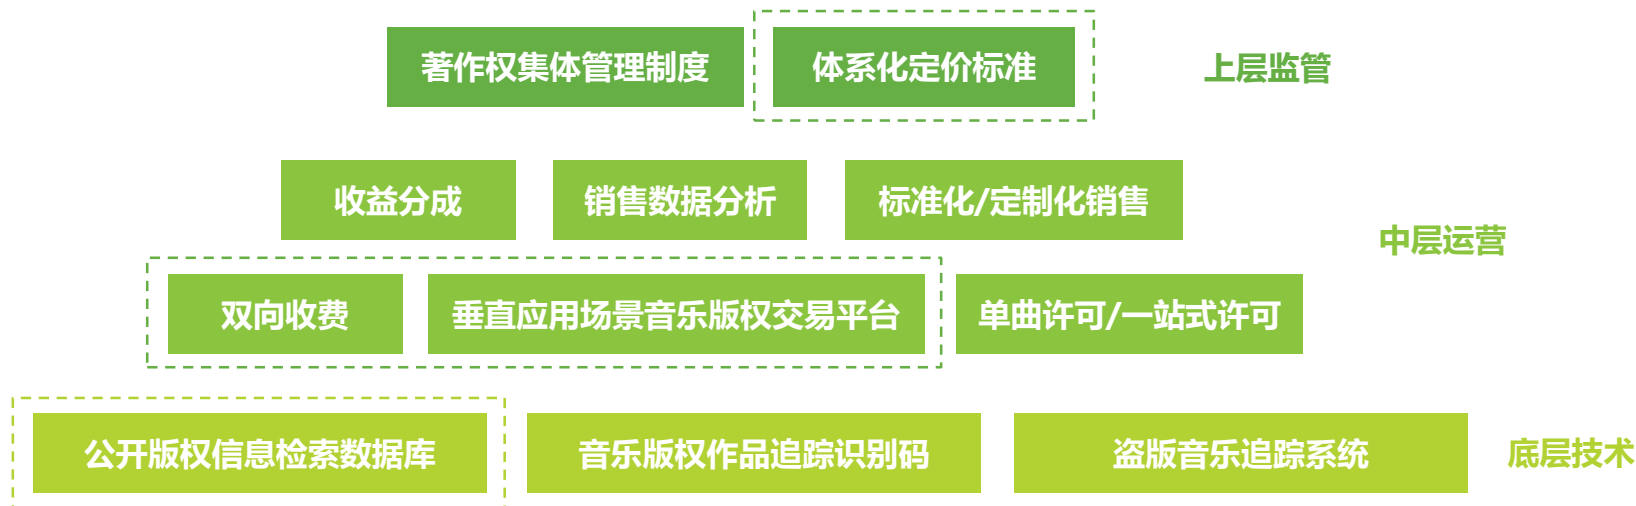 著作权集体管理制度
体系化定价标准
上层监管
收益分成
销售数据分析
标准化/定制化销售
中层运营
双向收费
垂直应用场景音乐版权交易平台
单曲许可/一站式许可
公开版权信息检索数据库
音乐版权作品追踪识别码
盗版音乐追踪系统
底层技术